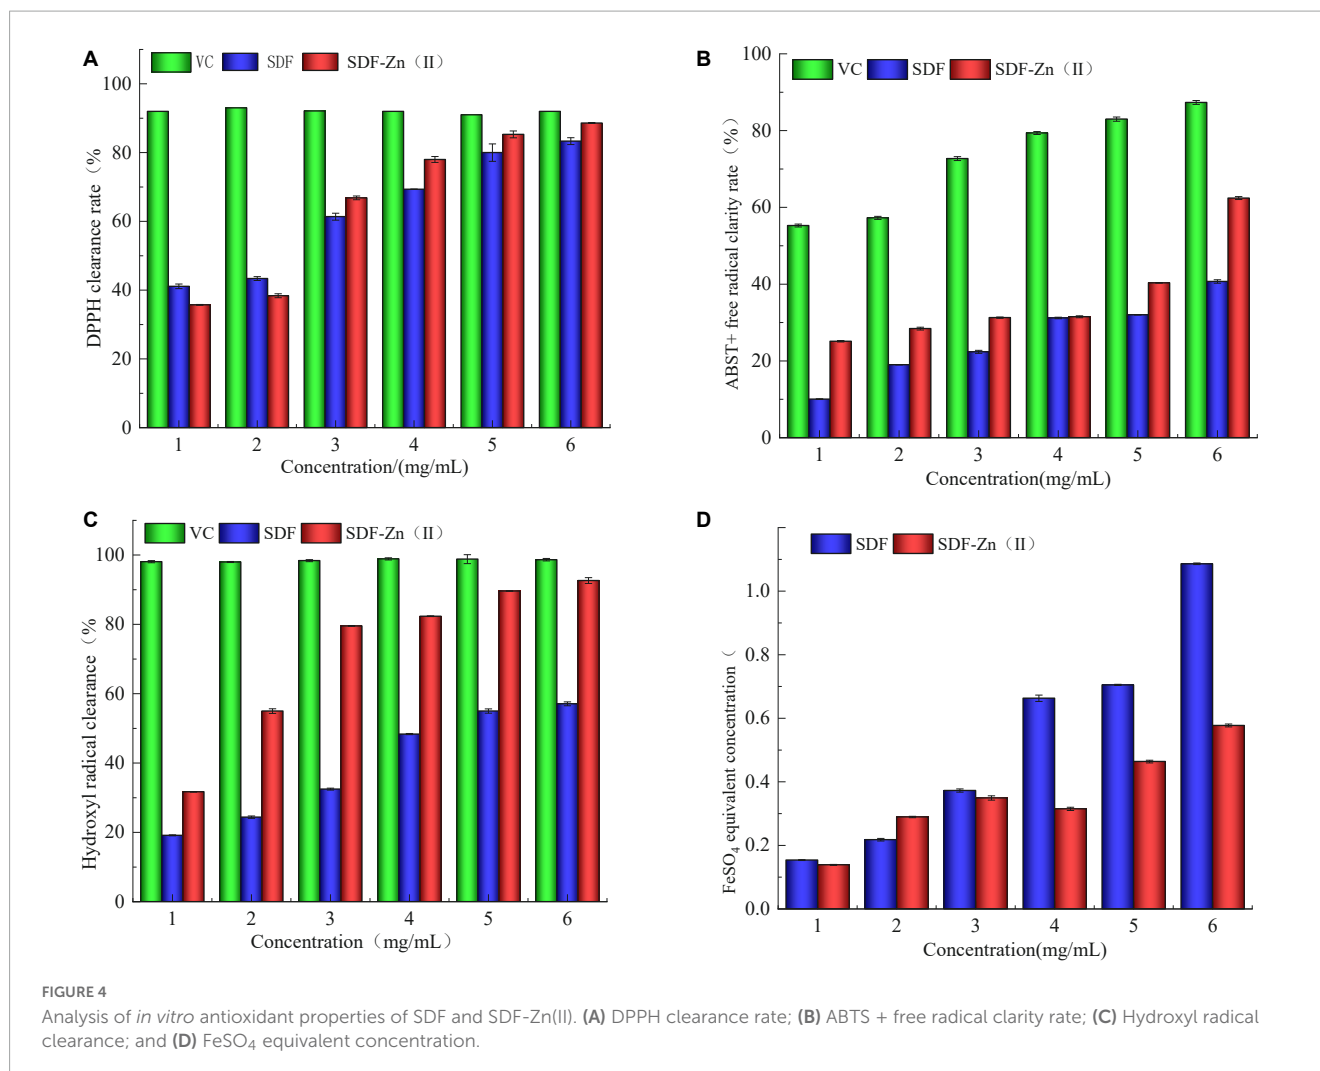 A
VC SDF SDF-Zn（II）
DPPH clearance rate（%
100
80
60
40
20
0
1 2 3 4 5 6
Concentration/(mg/mL)
B
VC SDF SDF-Zn（II）
ABST+ free radical clarity rate（%）
100
80
60
40
20
0
1 2 3 4 5 6
Concentration(mg/mL)
C
VC SDF SDF-Zn（II）
Hydroxyl radical clearance（%
100
80
60
40
20
0
1 2 3 4 5 6
Concentration（mg/mL）
D
SDF SDF-Zn（II）
FeSO₄ equivalent concentration（
1.0
0.8
0.6
0.4
0.2
0.0
1 2 3 4 5 6
Concentration(mg/mL)
FIGURE 4
Analysis of in vitro antioxidant properties of SDF and SDF-Zn(II). (A) DPPH clearance rate; (B) ABTS + free radical clarity rate; (C) Hydroxyl radical
clearance; and (D) FeSO₄ equivalent concentration.